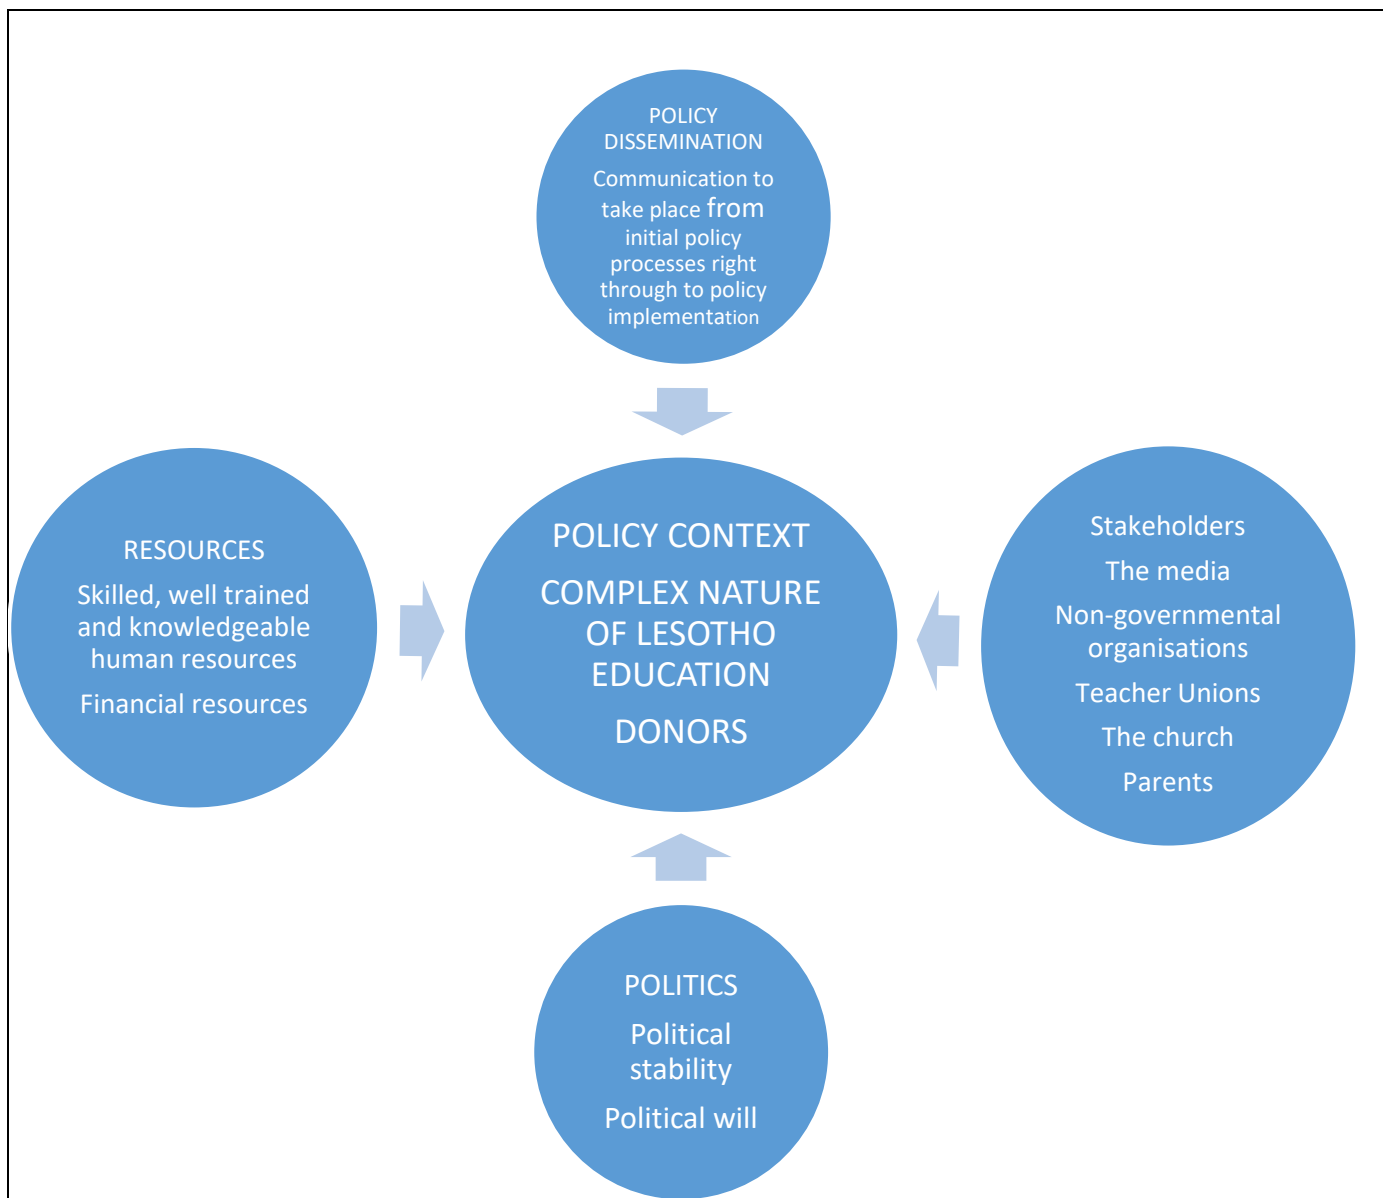 POLICY
DISSEMINATION
Communication to
take place from
initial policy
processes right
through to policy
implementation
RESOURCES
Skilled, well trained
and knowledgeable
human resources
Financial resources
POLICY CONTEXT
COMPLEX NATURE
OF LESOTHO
EDUCATION
DONORS
Stakeholders
The media
Non-governmental
organisations
Teacher Unions
The church
Parents
POLITICS
Political
stability
Political will